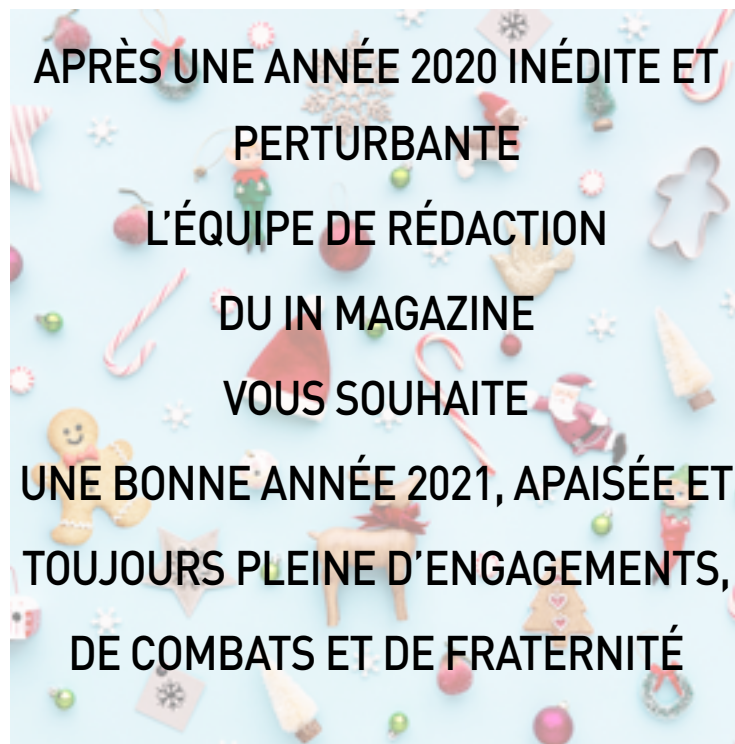 APRÈS UNE ANNÉE 2020 INÉDITE ET
PERTURBANTE
L’ÉQUIPE DE RÉDACTION
DU IN MAGAZINE
VOUS SOUHAITE
UNE BONNE ANNÉE 2021, APAISÉE ET
TOUJOURS PLEINE D’ENGAGEMENTS,
DE COMBATS ET DE FRATERNITÉ